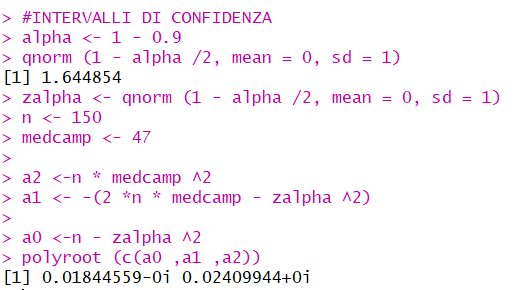 > #INTERVALLI DI CONFIDENZA
> alpha <- 1 - 0.9
> qnorm (1 - alpha /2, mean = 0, sd = 1)
[1] 1.644854
> zalpha <- qnorm (1 - alpha /2, mean = 0, sd = 1)
> n <- 150
> medcamp <- 47
>
> a2 <-n * medcamp ^2
> a1 <- -(2 *n * medcamp - zalpha ^2)
>
> a0 <-n - zalpha ^2
> polyroot (c(a0 ,a1 ,a2))
[1] 0.01844559-0i 0.02409944+0i